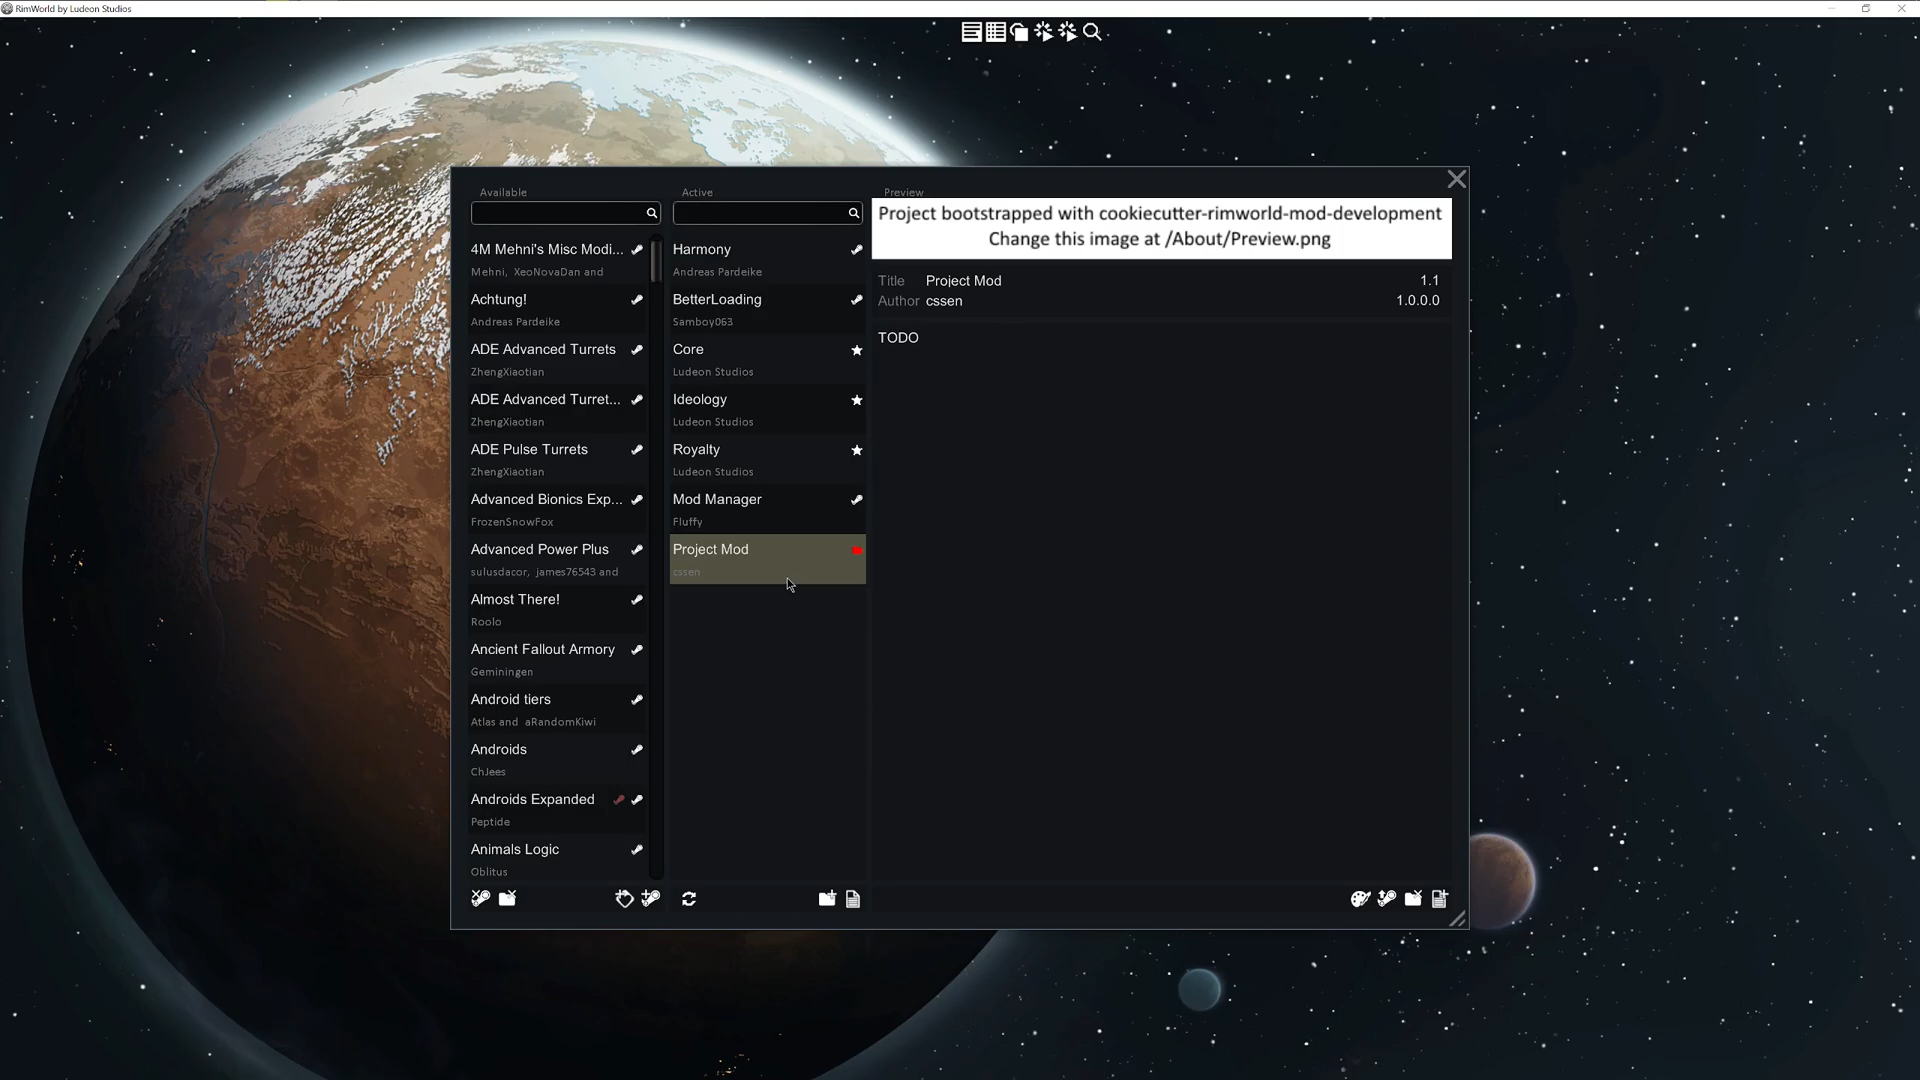 RimWorld by Ludeon Studios
Available
Active
Preview
4M Mehni's Misc Modi...
Mehni, XeoNovaDan and
Achtung!
Andreas Pardeike
ADE Advanced Turrets
ZhengXiaotian
ADE Advanced Turret...
ZhengXiaotian
ADE Pulse Turrets
ZhengXiaotian
Advanced Bionics Exp...
FrozenSnowFox
Advanced Power Plus
sulusdacor, james76543 and
Almost There!
Roolo
Ancient Fallout Armory
Geminingen
Android tiers
Atlas and aRandomKiwi
Androids
ChJees
Androids Expanded
Peptide
Animals Logic
Oblitus
Harmony
Andreas Pardeike
BetterLoading
Samboy063
Core
Ludeon Studios
Ideology
Ludeon Studios
Royalty
Ludeon Studios
Mod Manager
Fluffy
Project Mod
cssen
Project bootstrapped with cookiecutter-rimworld-mod-development
Change this image at /About/Preview.png
Title Project Mod 1.1
Author cssen 1.0.0.0
TODO